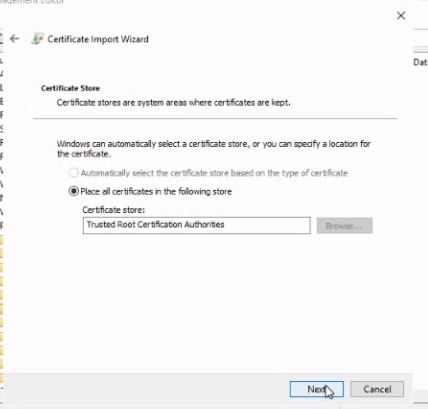 Management Editor
Certificate Import Wizard
Dat
Certificate Store
Certificate stores are system areas where certificates are kept.
Windows can automatically select a certificate store, or you can specify a location for
the certificate.
Automatically select the certificate store based on the type of certificate
Place all certificates in the following store
Certificate store:
Trusted Root Certification Authorities
Browse...
Next
Cancel